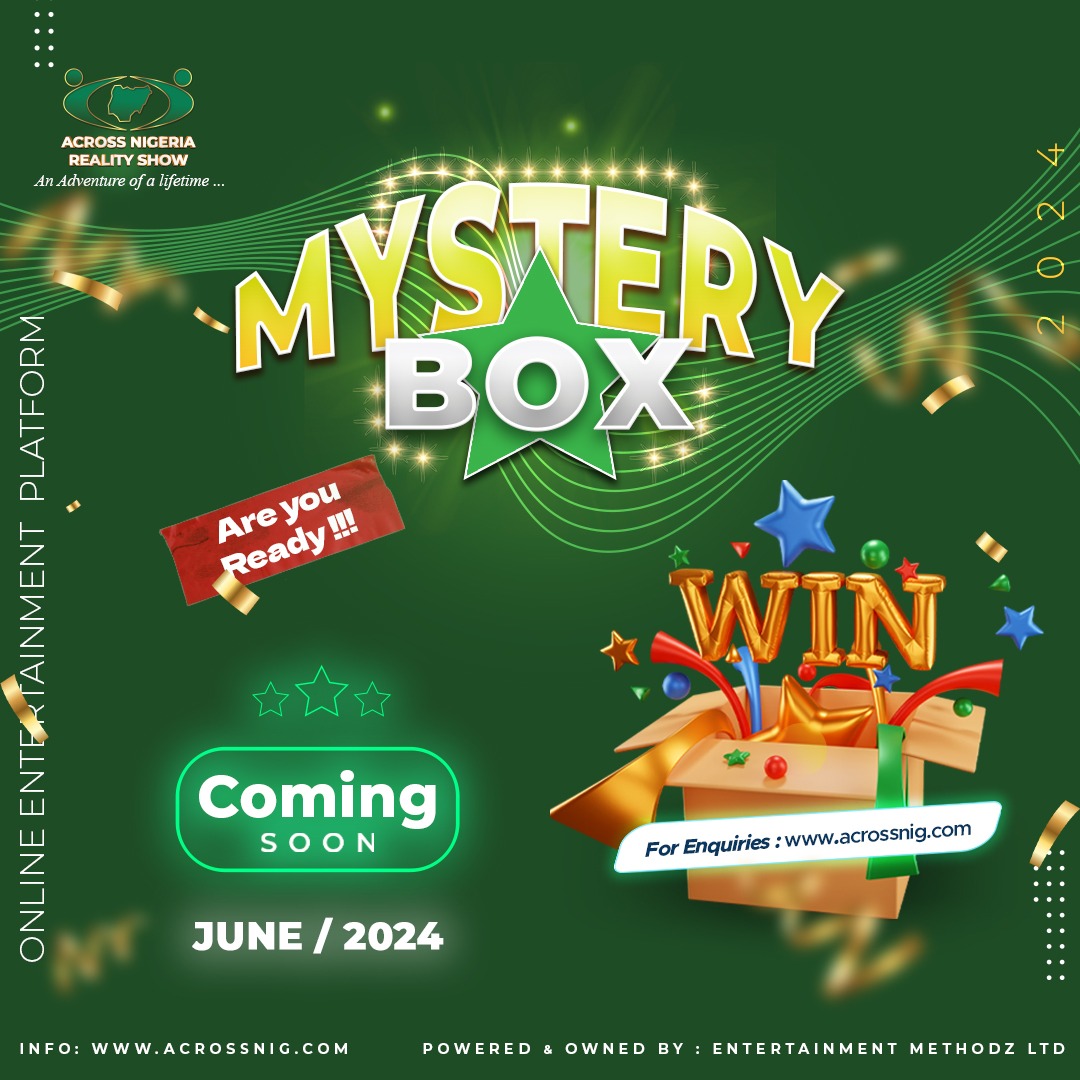 ACROSS NIGERIA
REALITY SHOW
An Adventure of a lifetime ...
2024
MYSTERY
BOX
ONLINE ENTERTAINMENT PLATFORM
Are you
Ready !!!
WIN
Coming
SOON
For Enquiries : www.acrossnig.com
JUNE / 2024
INFO: WWW.ACROSSNIG.COM
POWERED & OWNED BY : ENTERTAINMENT METHODZ LTD